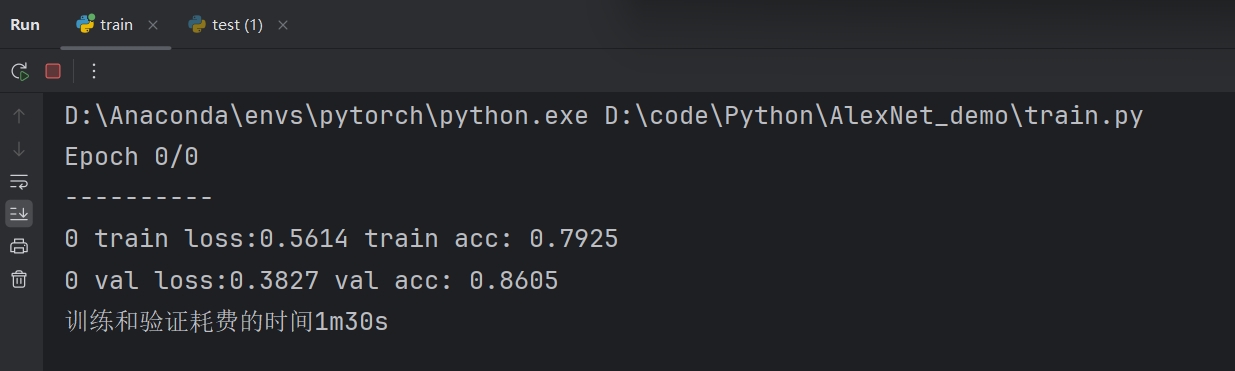 Run train test (1)
D:\Anaconda\envs\pytorch\python.exe D:\code\Python\AlexNet_demo\train.py
Epoch 0/0
----------
0 train loss:0.5614 train acc: 0.7925
0 val loss:0.3827 val acc: 0.8605
训练和验证耗费的时间1m30s